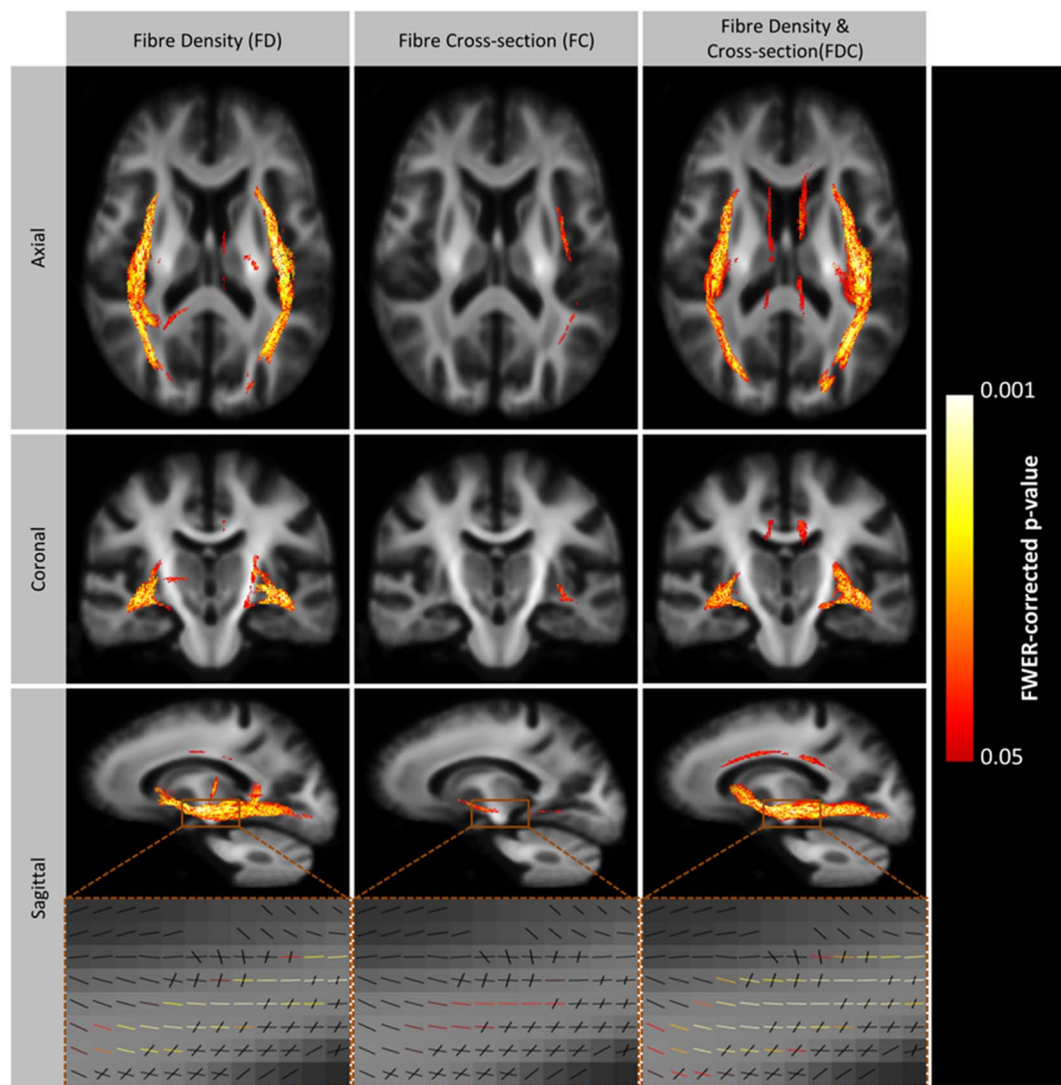 Fibre Density (FD)
Fibre Cross-section (FC)
Fibre Density &
Cross-section(FDC)
Axial
Coronal
Sagittal
0.001
FWER-corrected p-value
0.05